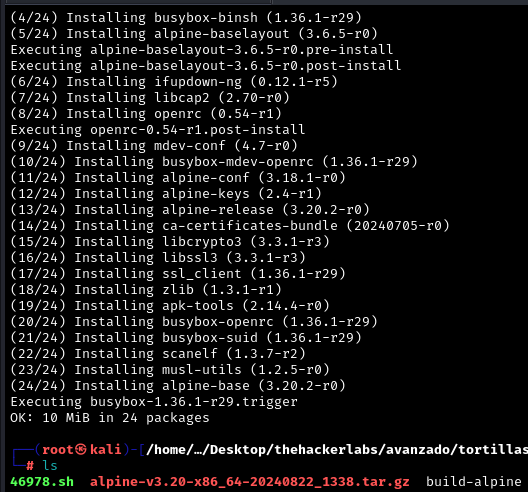 (4/24) Installing busybox-binsh (1.36.1-r29)
(5/24) Installing alpine-baselayout (3.6.5-r0)
Executing alpine-baselayout-3.6.5-r0.pre-install
Executing alpine-baselayout-3.6.5-r0.post-install
(6/24) Installing ifupdown-ng (0.12.1-r5)
(7/24) Installing libcap2 (2.70-r0)
(8/24) Installing openrc (0.54-r1)
Executing openrc-0.54-r1.post-install
(9/24) Installing mdev-conf (4.7-r0)
(10/24) Installing busybox-mdev-openrc (1.36.1-r29)
(11/24) Installing alpine-conf (3.18.1-r0)
(12/24) Installing alpine-keys (2.4-r1)
(13/24) Installing alpine-release (3.20.2-r0)
(14/24) Installing ca-certificates-bundle (20240705-r0)
(15/24) Installing libcrypto3 (3.3.1-r3)
(16/24) Installing libssl3 (3.3.1-r3)
(17/24) Installing ssl_client (1.36.1-r29)
(18/24) Installing zlib (1.3.1-r1)
(19/24) Installing apk-tools (2.14.4-r0)
(20/24) Installing busybox-openrc (1.36.1-r29)
(21/24) Installing busybox-suid (1.36.1-r29)
(22/24) Installing scanelf (1.3.7-r2)
(23/24) Installing musl-utils (1.2.5-r0)
(24/24) Installing alpine-base (3.20.2-r0)
Executing busybox-1.36.1-r29.trigger
OK: 10 MiB in 24 packages
┌──(root㉿kali)-[/home/…/Desktop/thehackerlabs/avanzado/tortillas
└─# ls
46978.sh alpine-v3.20-x86_64-20240822_1338.tar.gz build-alpine